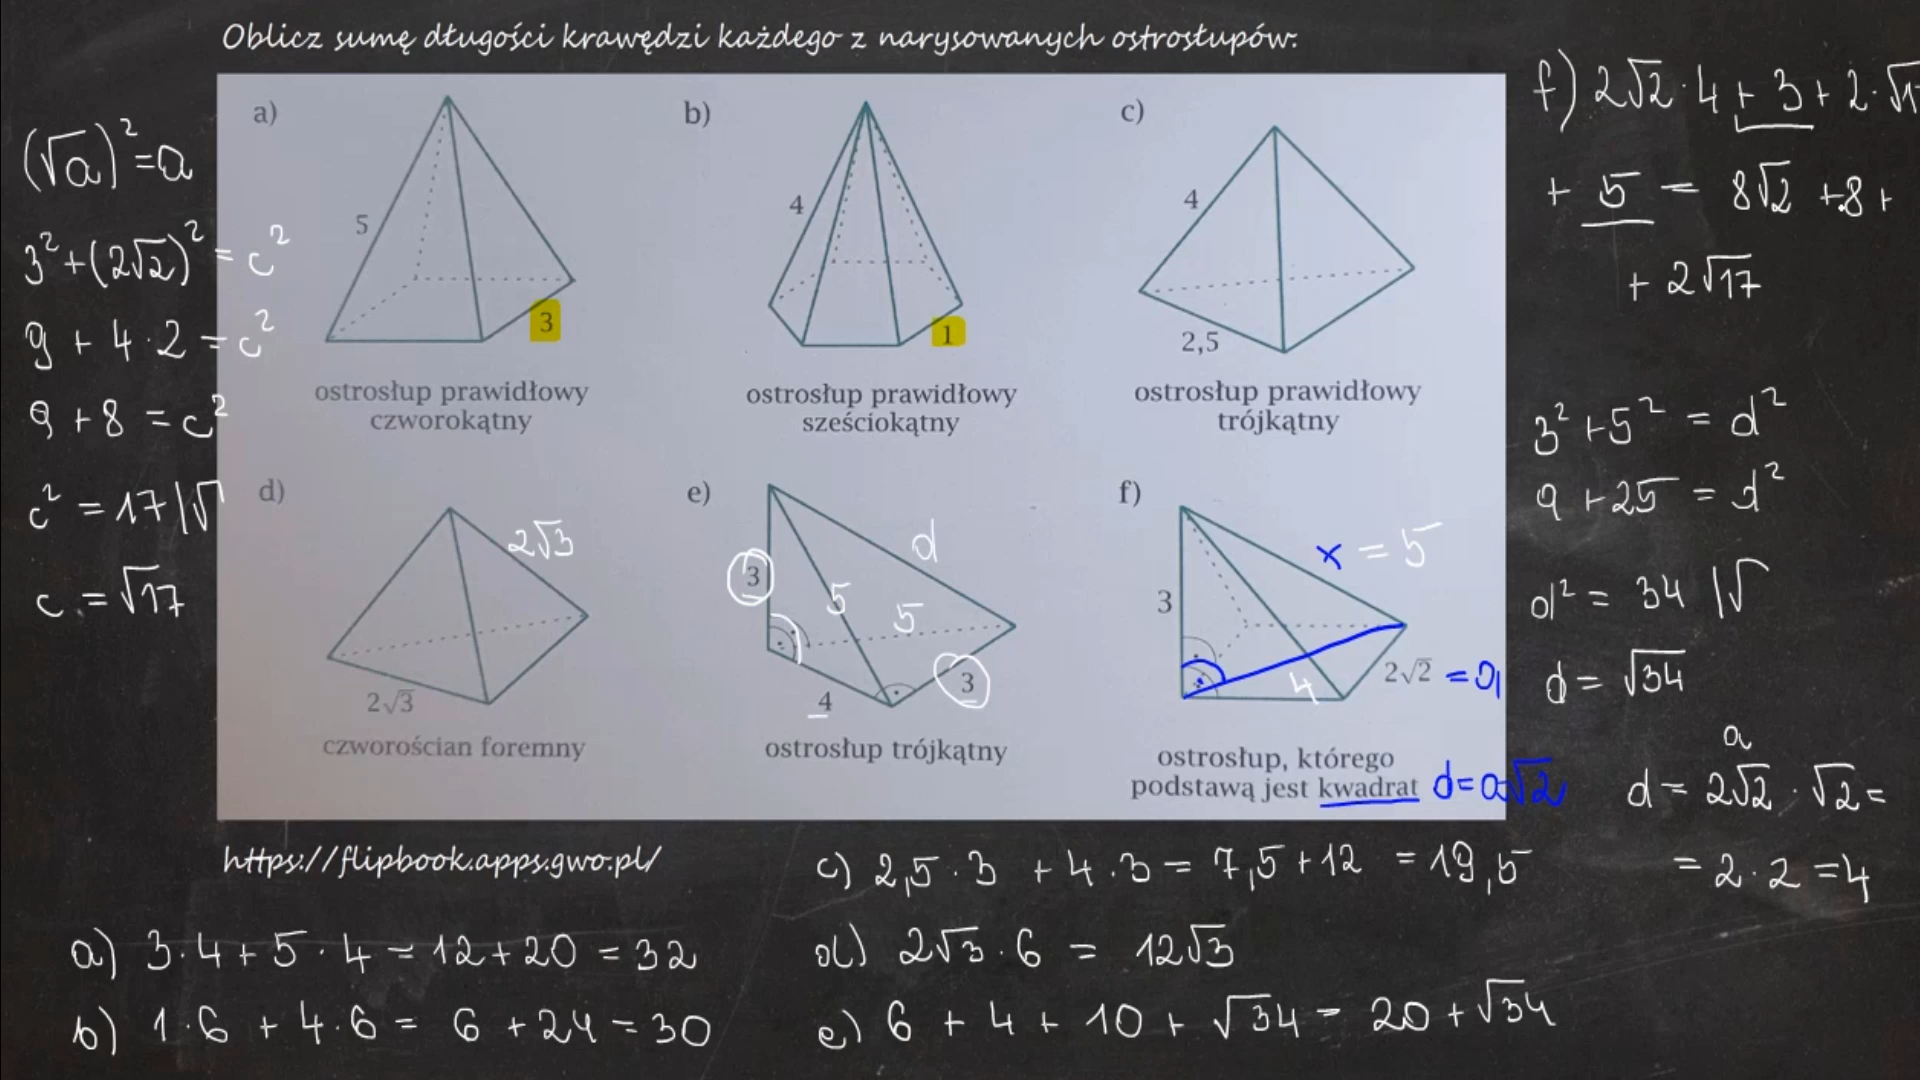 Oblicz sumę długości krawędzi każdego z narysowanych ostrosłupów.
(√a)²=a
3²+(2√2)²=c²
9+4·2=c²
9+8=c²
c²=17 |√
c=√17
a)
5
3
ostrosłup prawidłowy
czworokątny
b)
4
1
ostrosłup prawidłowy
sześciokątny
c)
4
2,5
ostrosłup prawidłowy
trójkątny
d)
2√3
2√3
czworościan foremny
e)
3
d
5
5
4
3
ostrosłup trójkątny
f)
x = 5
3
4
2√2 = a
ostrosłup, którego
podstawą jest kwadrat d=a√2
f) 2√2·4+3+2·√17
+ 5 = 8√2 +8+
+ 2√17
3²+5² = d²
9+25 = d²
d² = 34 |√
d = √34
a
d = 2√2 · √2 =
= 2·2 = 4
https://flipbook.apps.gwo.pl/
a) 3·4+5·4=12+20=32
b) 1·6+4·6=6+24=30
c) 2,5·3+4·3=7,5+12=19,5
d) 2√3·6=12√3
e) 6+4+10+√34=20+√34